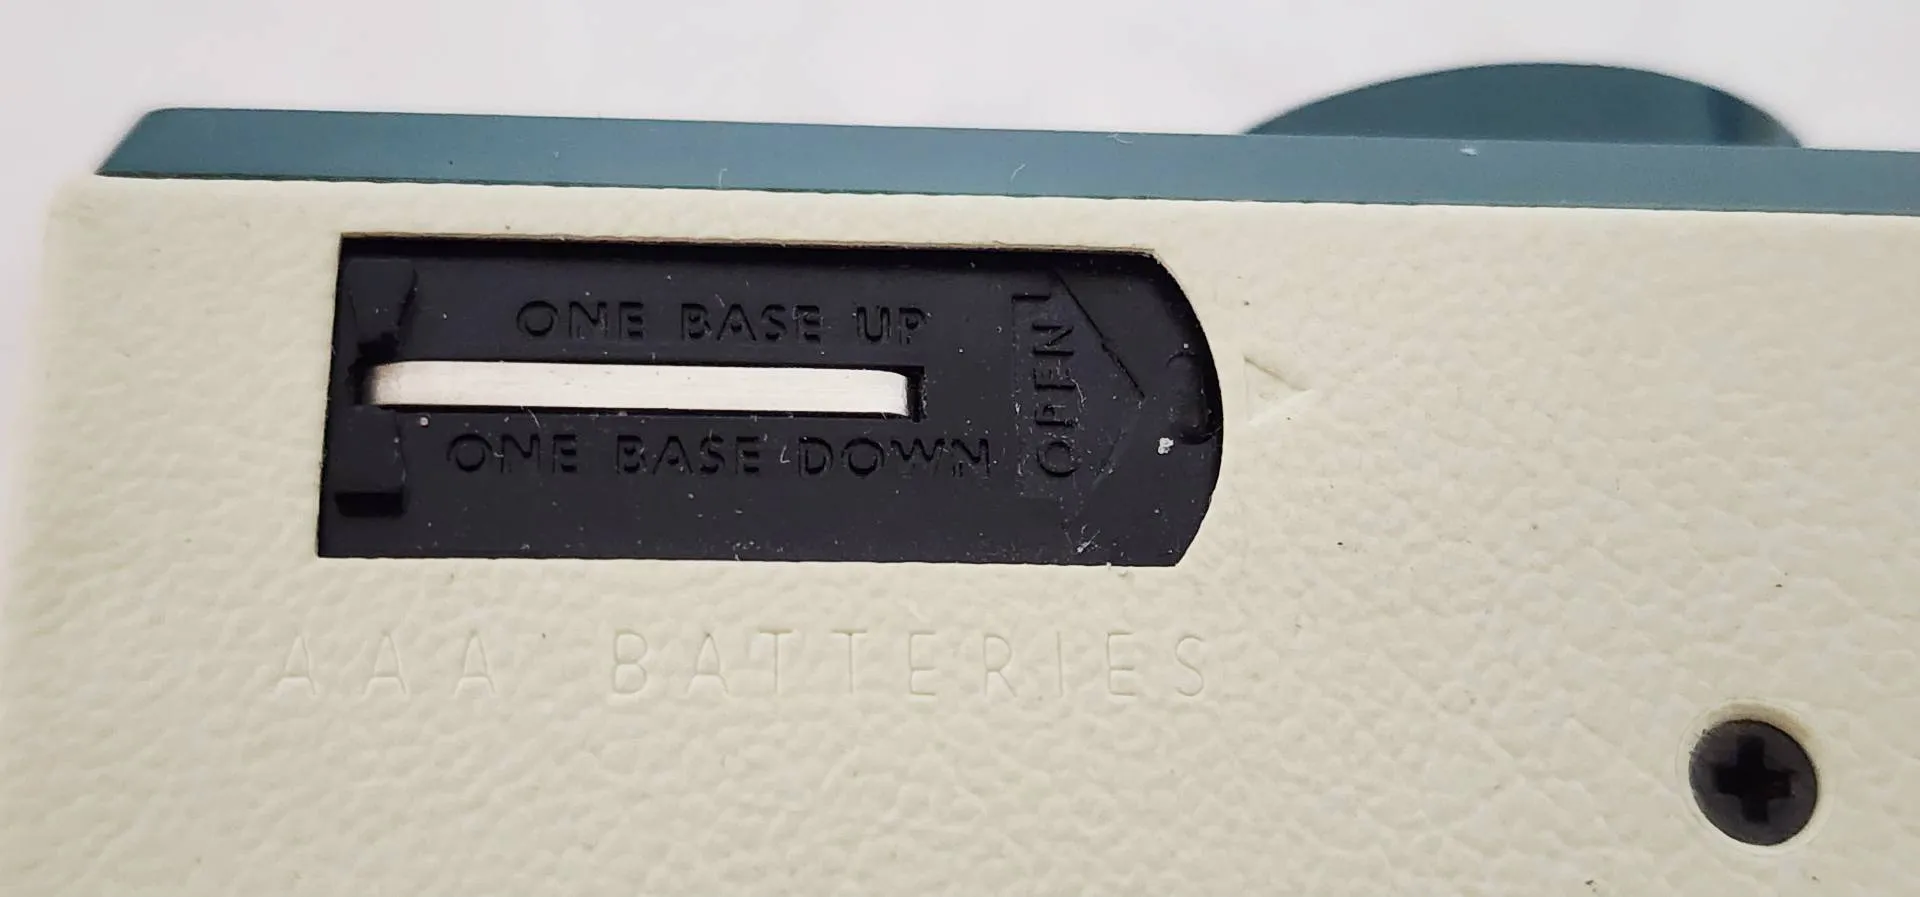 ONE BASE UP
ONE BASE DOWN
OPEN
AAA BATTERIES